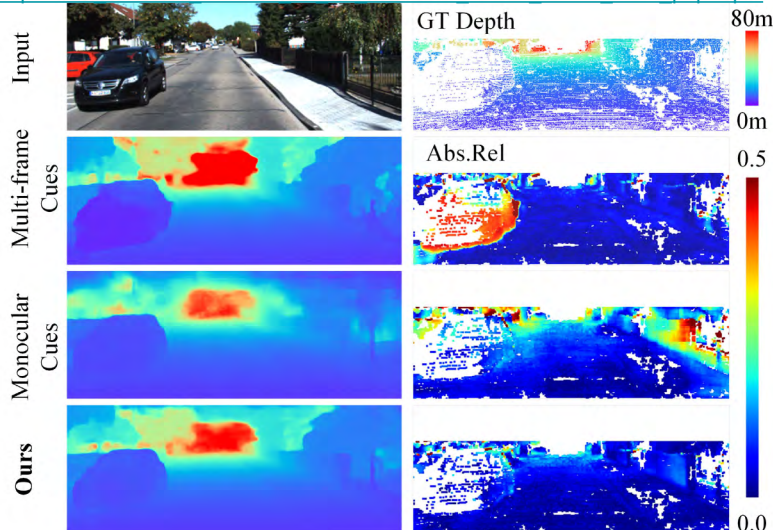 Input
GT Depth
80m
0m
Multi-frame
Cues
Abs.Rel
0.5
Monocular
Cues
Ours
0.0